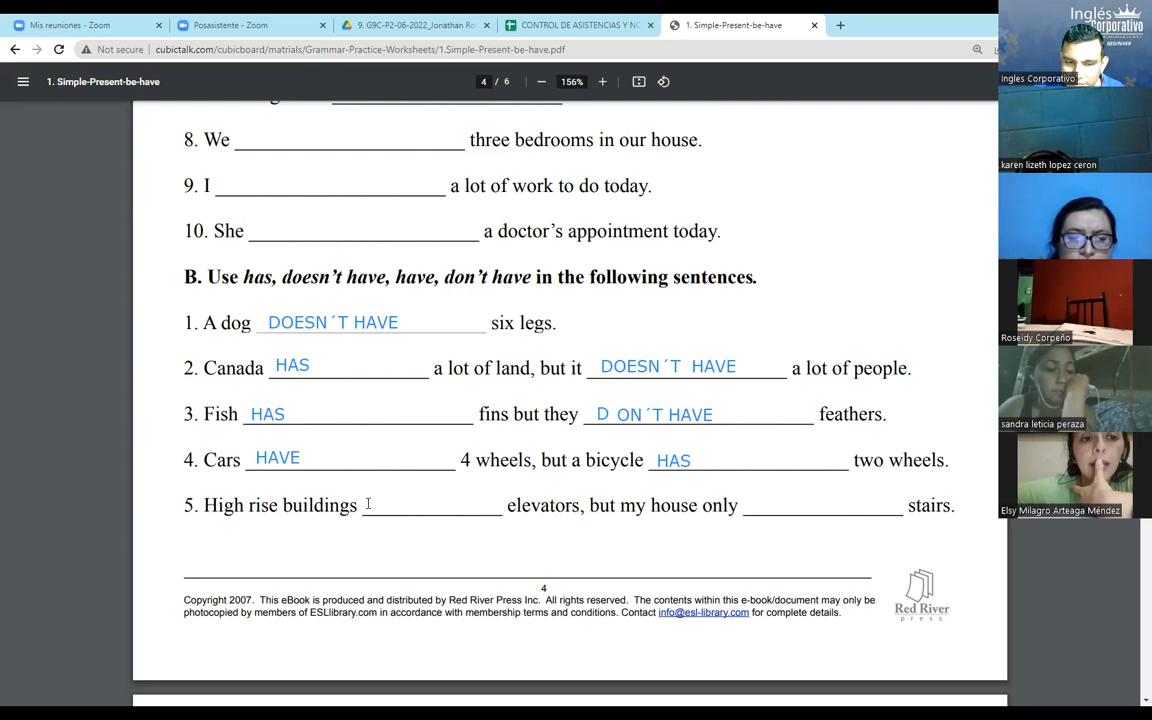 Mis reuniones - Zoom
Posasistente - Zoom
9. G9C-P2-06-2022_Jonathan Ro
CONTROL DE ASISTENCIAS Y NO
1. Simple-Present-be-have
Not secure
cubictalk.com/cubicboard/matrials/Grammar-Practice-Worksheets/1.Simple-Present-be-have.pdf
1. Simple-Present-be-have
4 / 6
156%
8. We ______ three bedrooms in our house.
9. I ______ a lot of work to do today.
10. She ______ a doctor’s appointment today.
B. Use has, doesn’t have, have, don’t have in the following sentences.
1. A dog DOESN´T HAVE six legs.
2. Canada HAS a lot of land, but it DOESN´T HAVE a lot of people.
3. Fish HAS fins but they D ON´T HAVE feathers.
4. Cars HAVE 4 wheels, but a bicycle HAS two wheels.
5. High rise buildings ______ elevators, but my house only ______ stairs.
4
Copyright 2007. This eBook is produced and distributed by Red River Press Inc. All rights reserved. The contents within this e-book/document may only be
photocopied by members of ESLlibrary.com in accordance with membership terms and conditions. Contact info@esl-library.com for complete details.
Red River
press
Inglés
Corporativo
BEGINNER
Ingles Corporativo
karen lizeth lopez ceron
Roseidy Corpeño
sandra leticia peraza
Elsy Milagro Arteaga Méndez